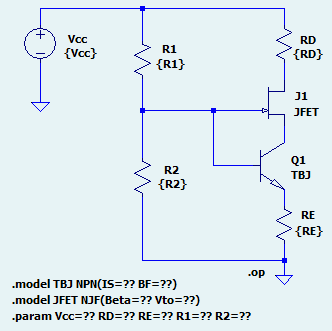 Vcc
{Vcc}
R1
{R1}
RD
{RD}
J1
JFET
Q1
TBJ
R2
{R2}
RE
{RE}
.op
.model TBJ NPN(IS=?? BF=??)
.model JFET NJF(Beta=?? Vto=??)
.param Vcc=?? RD=?? RE=?? R1=?? R2=??